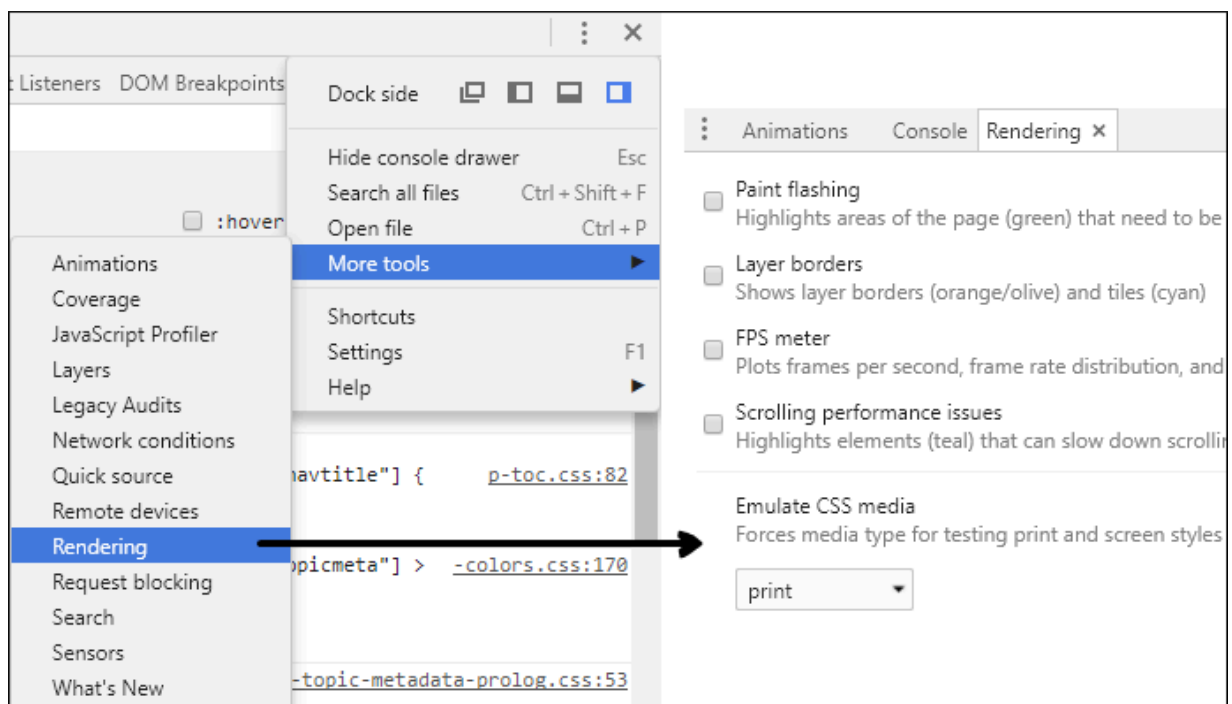 t Listeners DOM Breakpoints
:hover
Dock side
Hide console drawer Esc
Search all files Ctrl + Shift + F
Open file Ctrl + P
More tools
Shortcuts
Settings F1
Help
Animations
Coverage
JavaScript Profiler
Layers
Legacy Audits
Network conditions
Quick source
Remote devices
Rendering
Request blocking
Search
Sensors
What's New
navtitle"] { p-toc.css:82
opicmeta"] > -colors.css:170
-topic-metadata-prolog.css:53
Animations Console Rendering ×
Paint flashing
Highlights areas of the page (green) that need to be
Layer borders
Shows layer borders (orange/olive) and tiles (cyan)
FPS meter
Plots frames per second, frame rate distribution, and
Scrolling performance issues
Highlights elements (teal) that can slow down scrollin
Emulate CSS media
Forces media type for testing print and screen styles
print